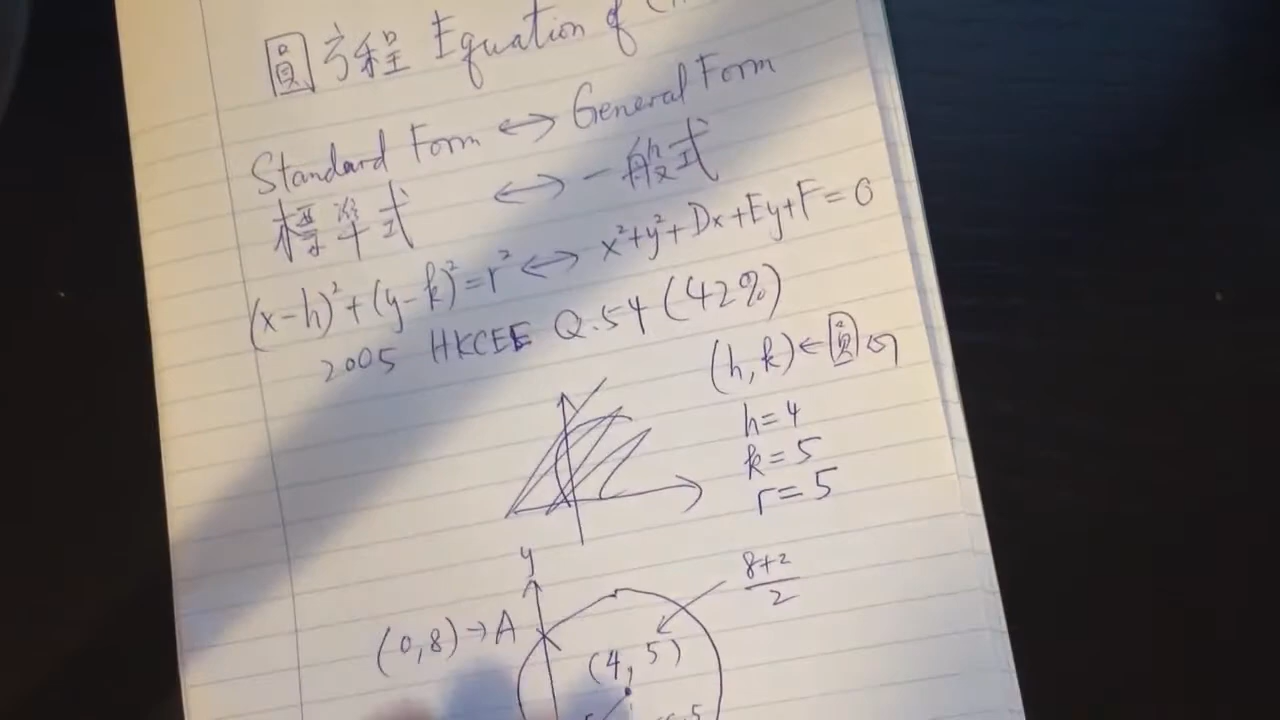 圓方程 Equation of
Standard Form ↔ General Form
標準式 ↔ 一般式
(x-h)²+(y-k)²=r² ↔ x²+y²+Dx+Ey+F=0
2005 HKCEE Q.54 (42%)
(h,k)←圓心
h=4
k=5
r=5
y
8+2
2
(0,8)→A
(4,5)